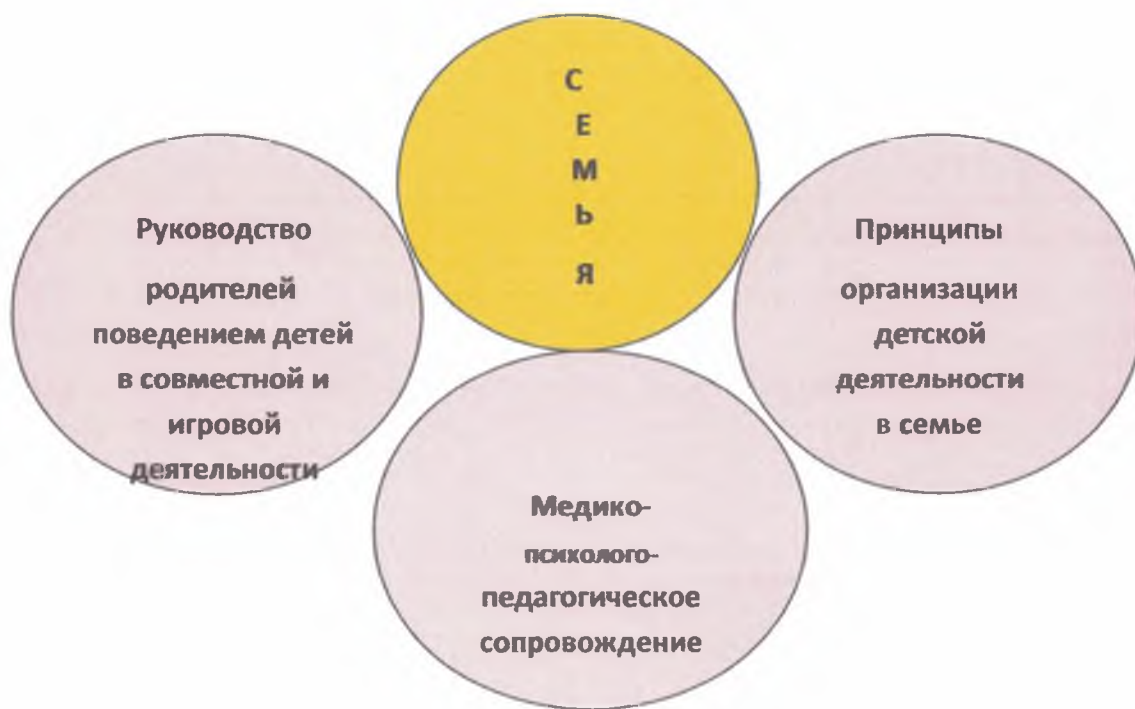 С
Е
М
Ь
Я
Руководство
родителей
поведением детей
в совместной и
игровой
деятельности
Принципы
организации
детской
деятельности
в семье
Медико-
психолого-
педагогическое
сопровождение